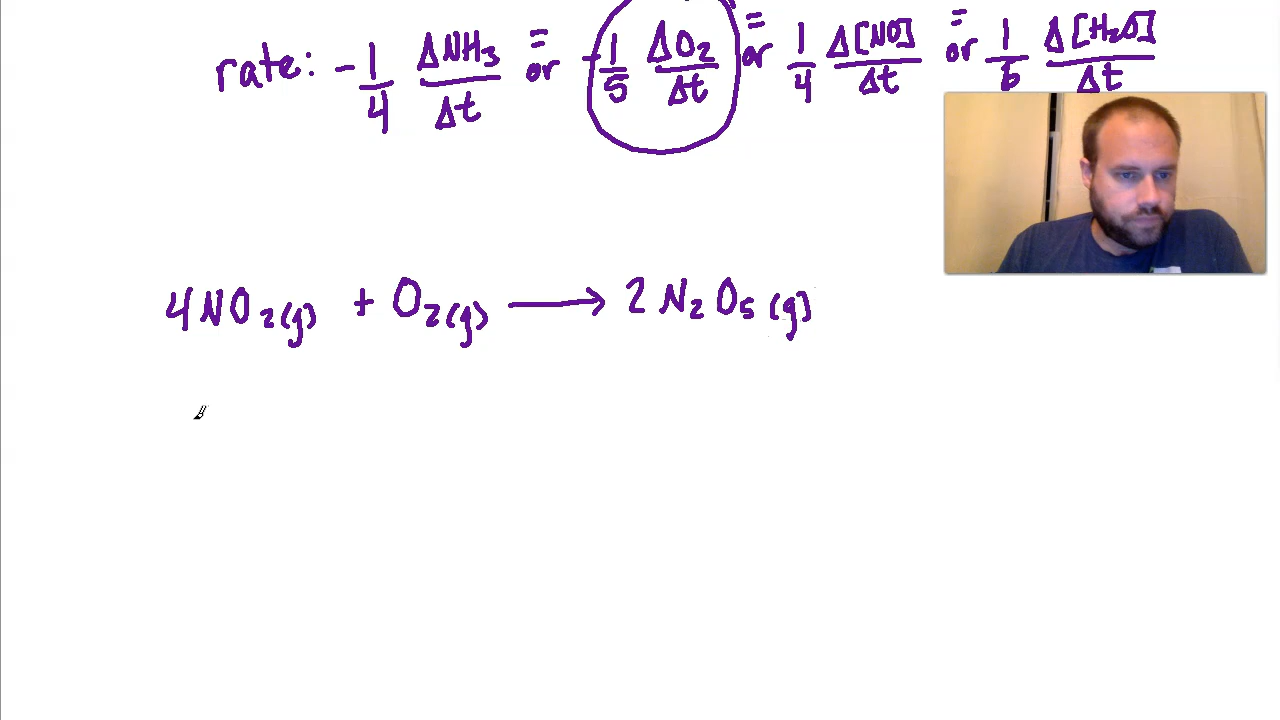 rate: -1/4 ΔNH₃/Δt = or -1/5 ΔO₂/Δt = or 1/4 Δ[NO]/Δt = or 1/6 Δ[H₂O]/Δt
4NO₂(g) + O₂(g) → 2N₂O₅(g)